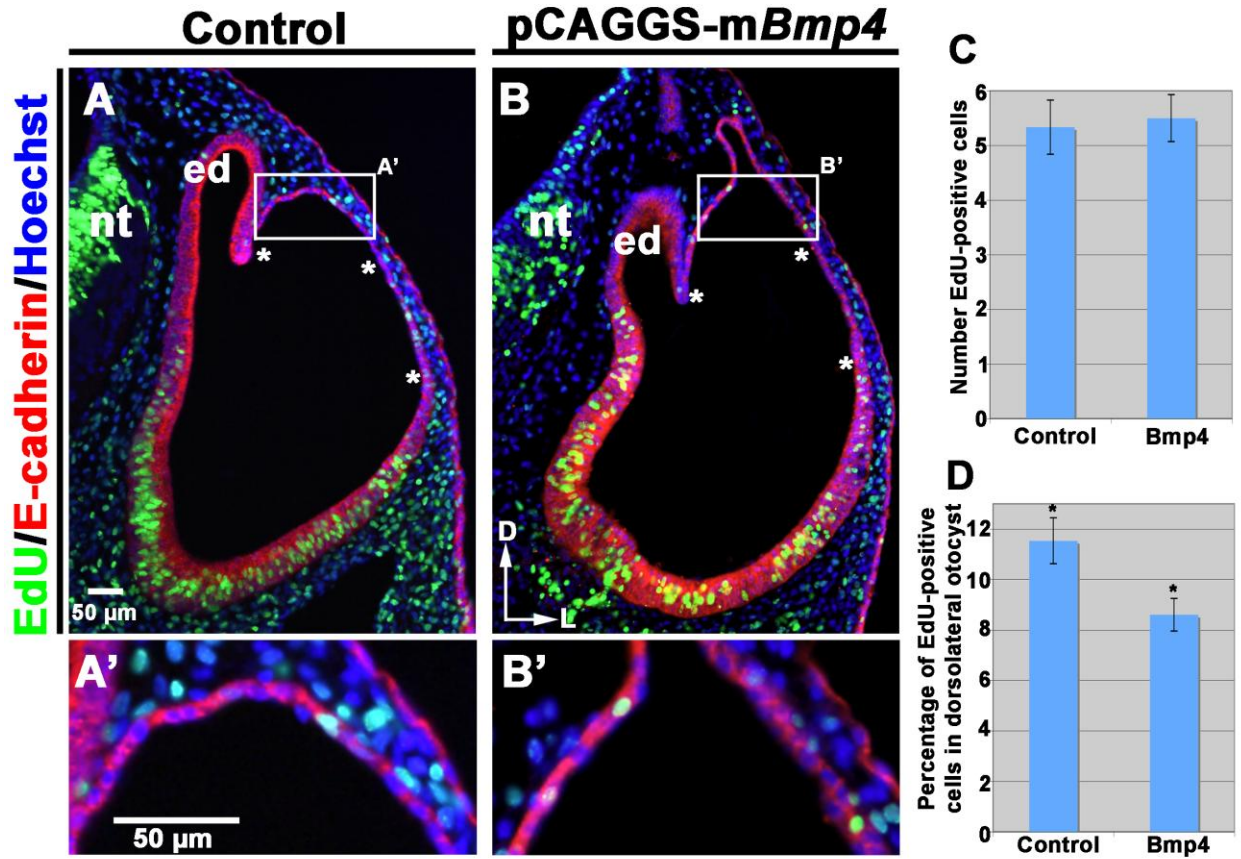 Control
pCAGGS-mBmp4
EdU/E-cadherin/Hoechst
A
ed
nt
A'
*
*
*
50 µm
B
nt
ed
B'
*
*
*
D
L
A'
50 µm
B'
C
Number EdU-positive cells
6
5
4
3
2
1
0
Control
Bmp4
D
Percentage of EdU-positive
cells in dorsolateral otocyst
12
10
8
6
4
2
0
*
*
Control
Bmp4